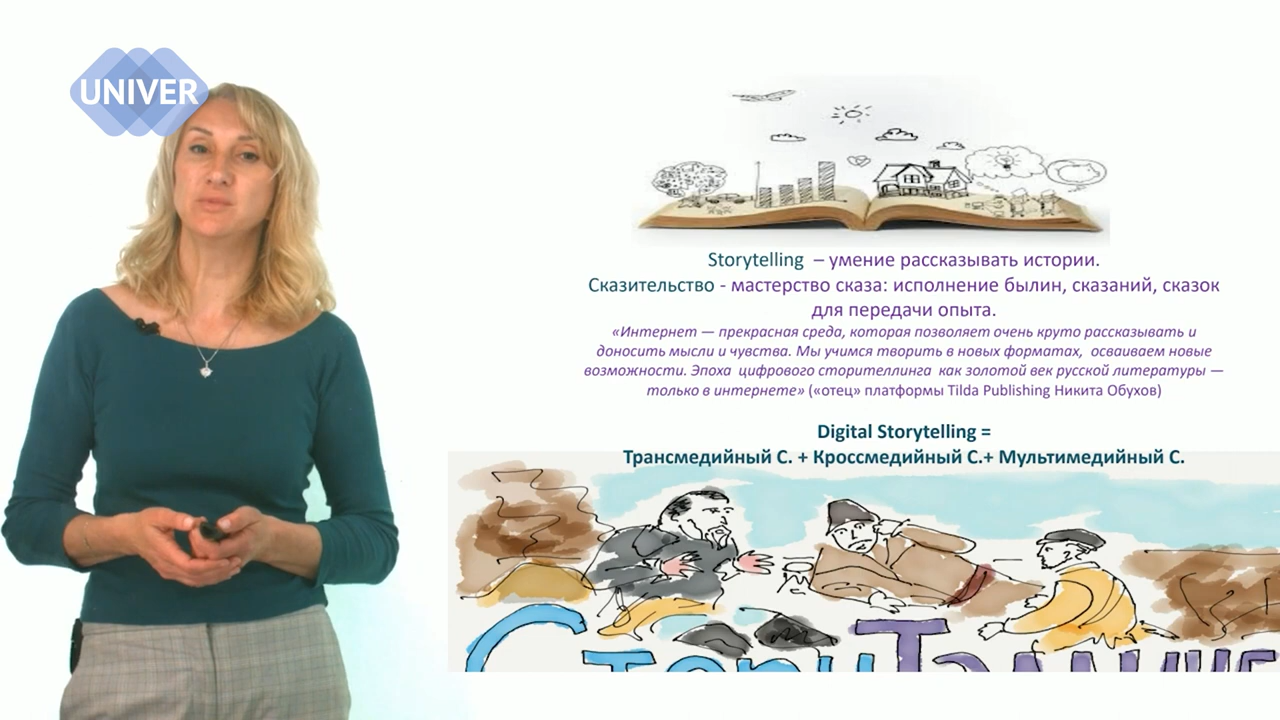 UNIVER
Storytelling – умение рассказывать истории.
Сказительство - мастерство сказа: исполнение былин, сказаний, сказок
для передачи опыта.
«Интернет — прекрасная среда, которая позволяет очень круто рассказывать и
доносить мысли и чувства. Мы учимся творить в новых форматах, осваиваем новые
возможности. Эпоха цифрового сторителлинга как золотой век русской литературы —
только в интернете» («отец» платформы Tilda Publishing Никита Обухов)
Digital Storytelling =
Трансмедийный С. + Кроссмедийный С.+ Мультимедийный С.